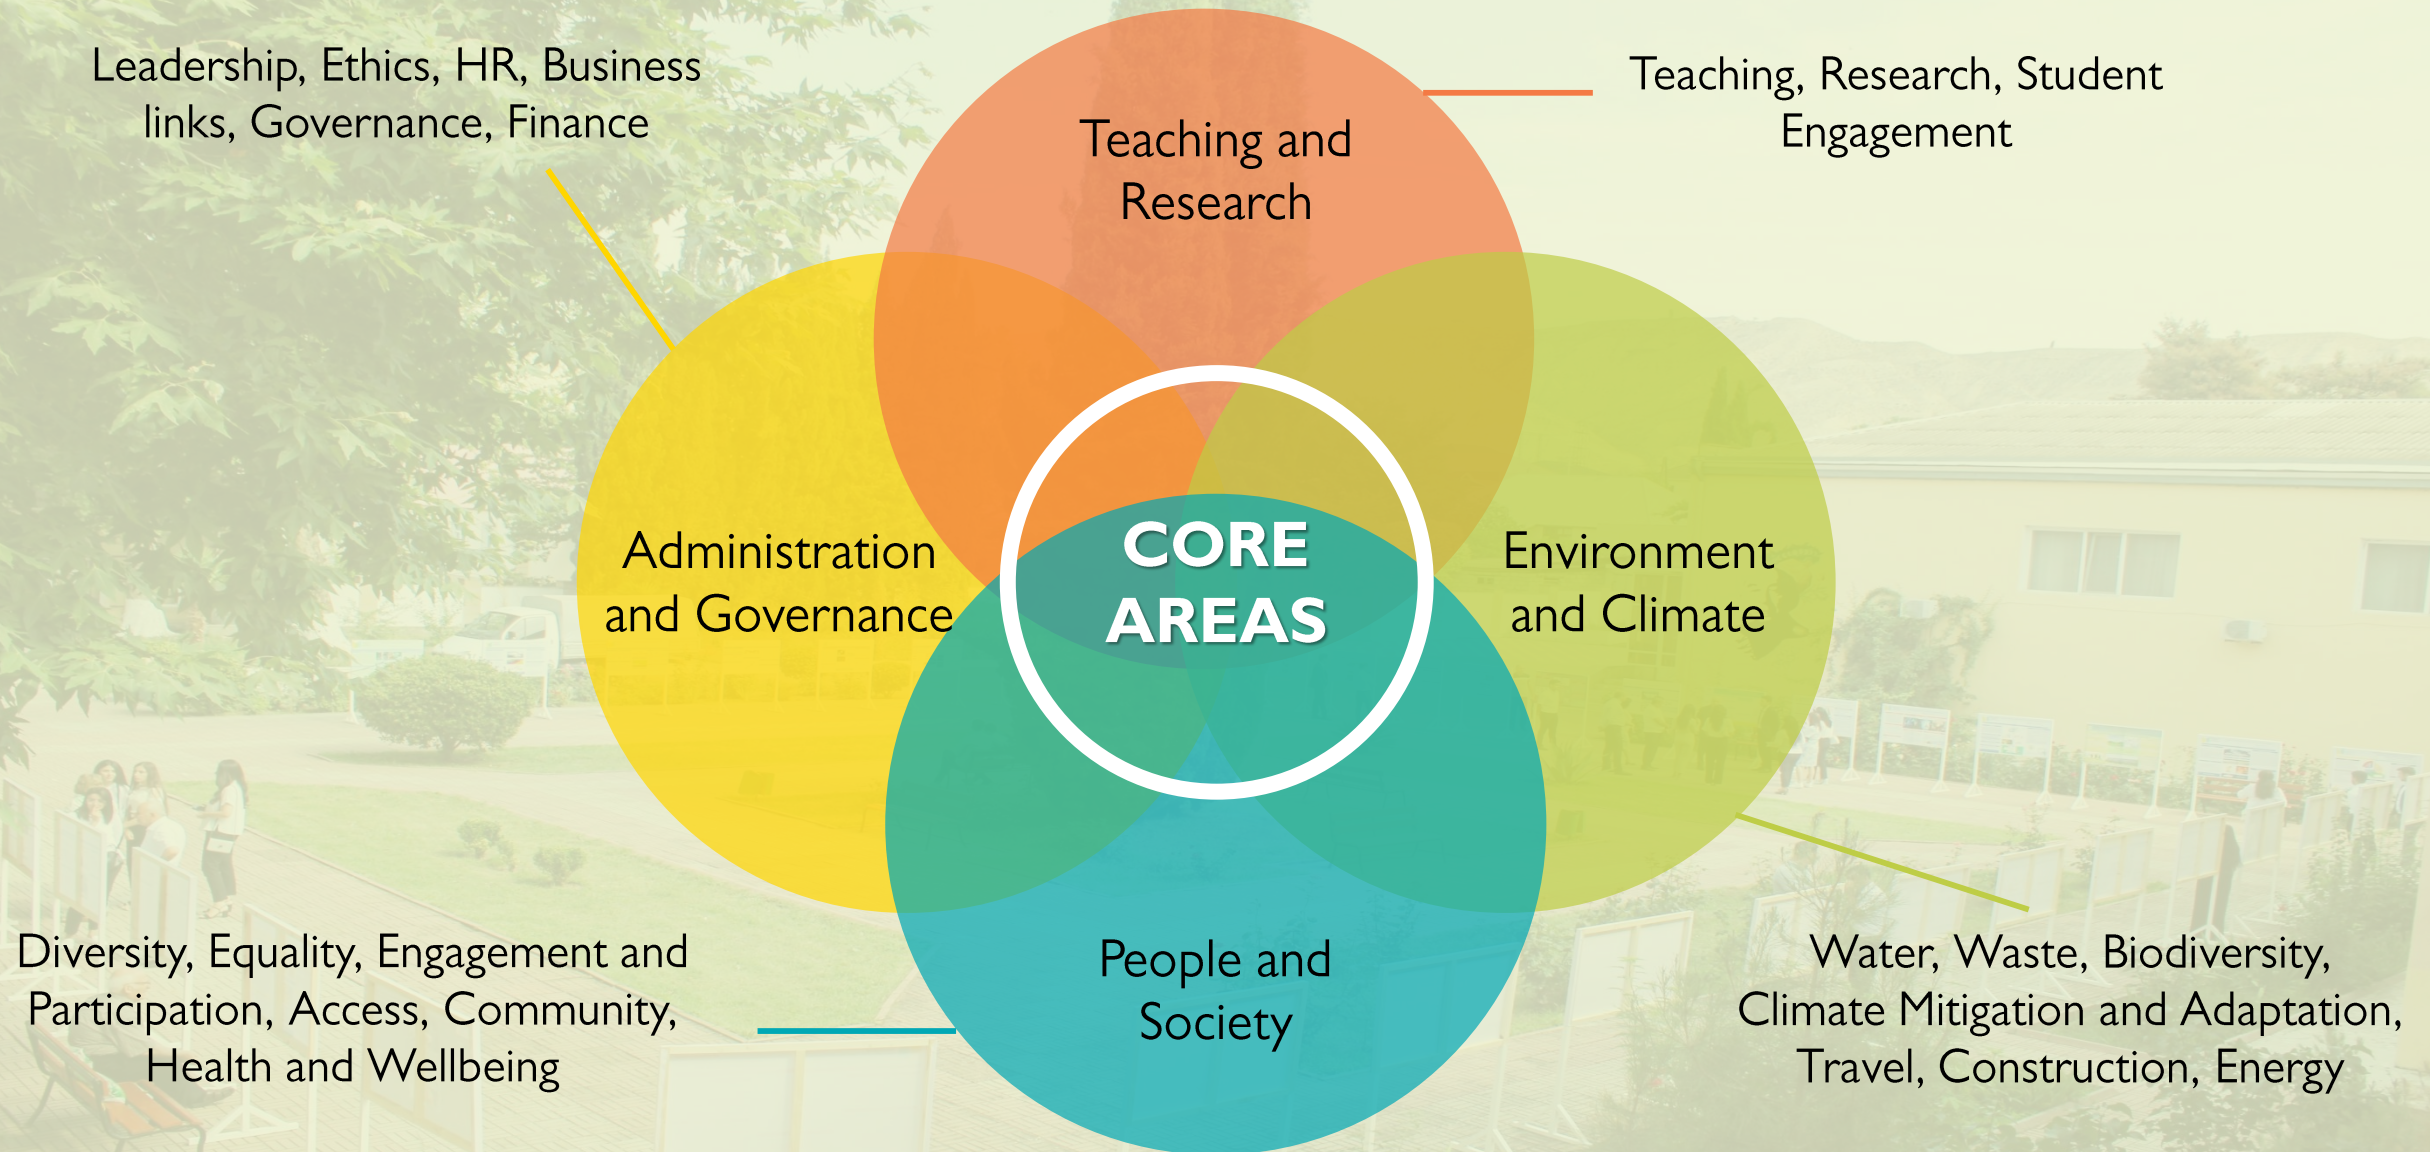 Leadership, Ethics, HR, Business
links, Governance, Finance
Teaching and
Research
Teaching, Research, Student
Engagement
Administration
and Governance
CORE
AREAS
Environment
and Climate
Diversity, Equality, Engagement and
Participation, Access, Community,
Health and Wellbeing
People and
Society
Water, Waste, Biodiversity,
Climate Mitigation and Adaptation,
Travel, Construction, Energy